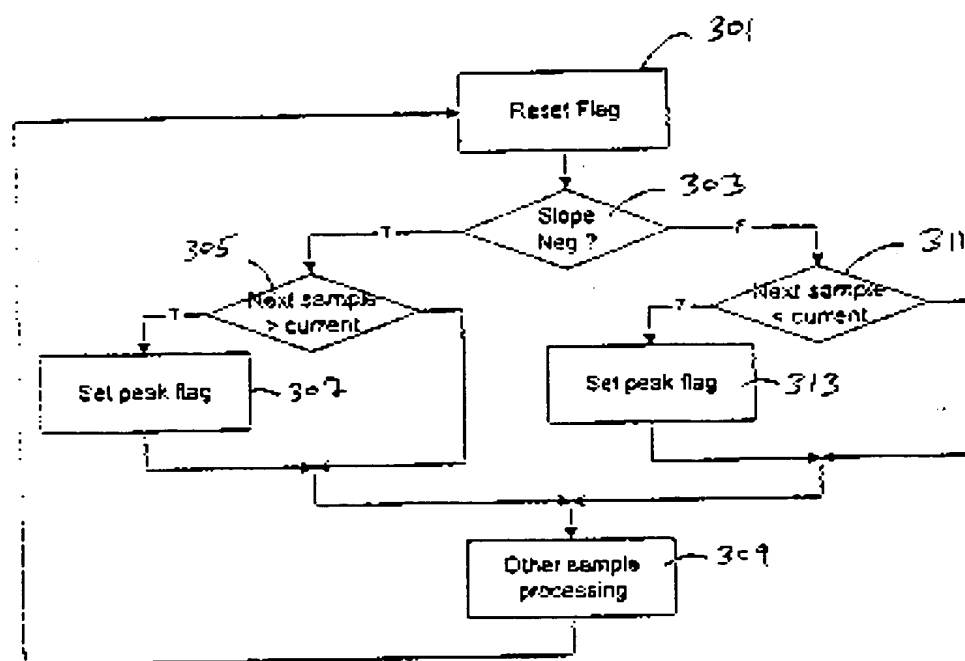 301
Reset Flag
303
Slope
Neg ?
T
F
305
311
Next sample
> current
Next sample
< current
T
T
Set peak flag
307
Set peak flag
313
Other sample
processing
309